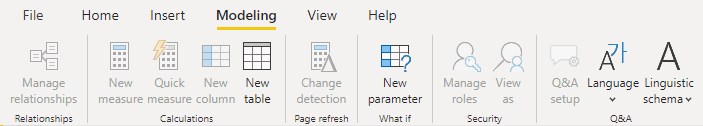 File Home Insert Modeling View Help
Manage relationships
New measure
Quick measure
New column
New table
Change detection
New parameter
Manage roles
View as
Q&A setup
Language
Linguistic schema
Relationships Calculations Page refresh What if Security Q&A